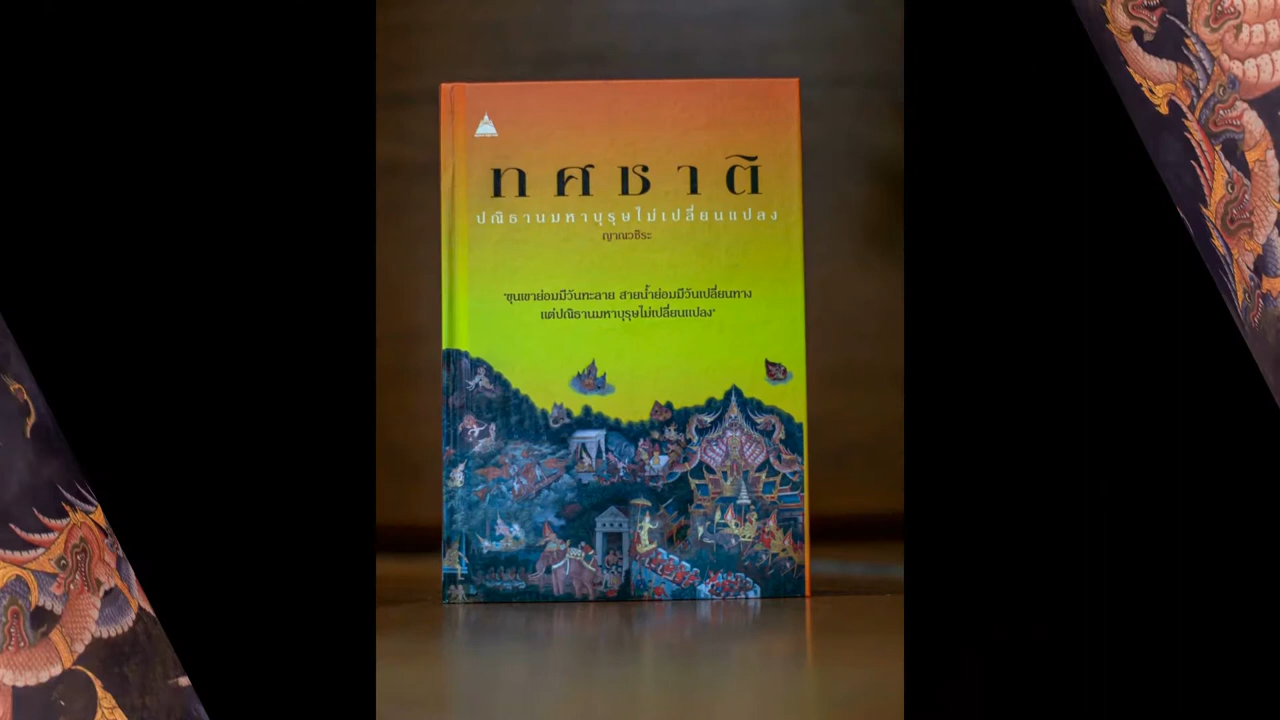 ทศชาติ
ปณิธานมหาบุรุษไม่เปลี่ยนแปลง
ญาณวชิระ
"ขุนเขาย่อมมีวันทะลาย สายน้ำย่อมมีวันเปลี่ยนทาง
แต่ปณิธานมหาบุรุษไม่เปลี่ยนแปลง"